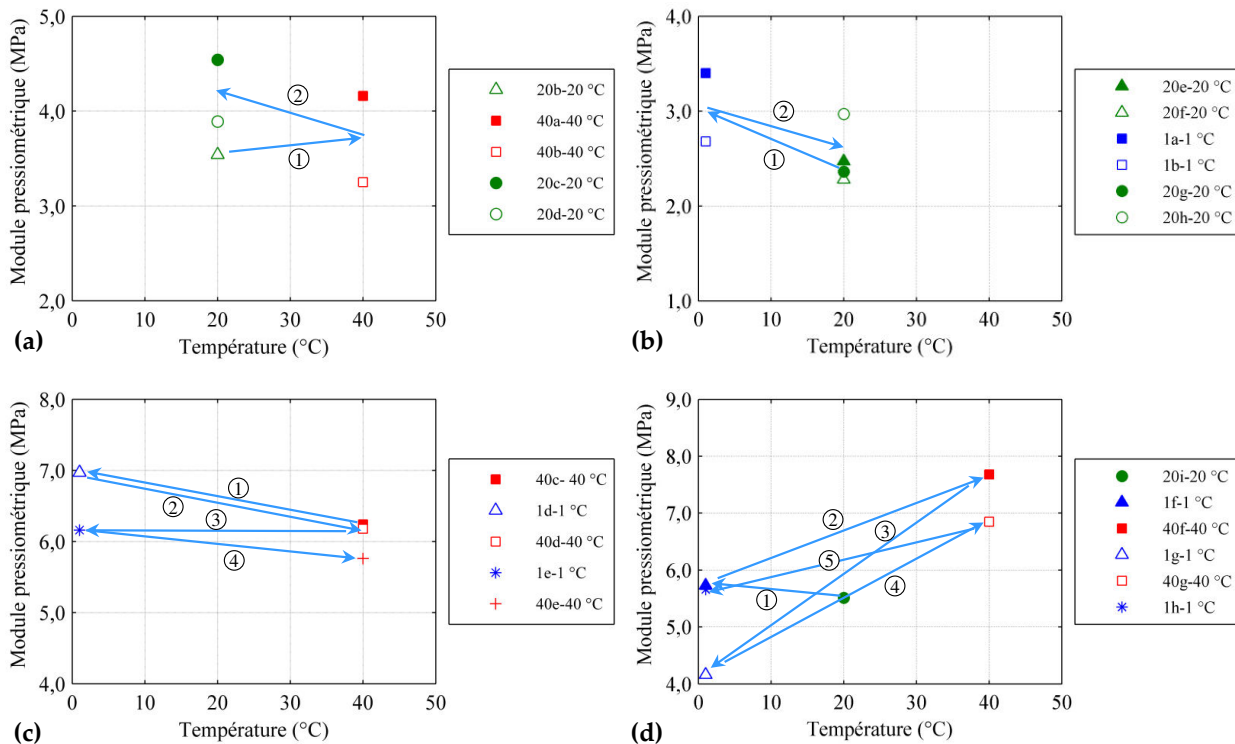 5,0
4,0
3,0
2,0
0
10
20
30
40
50
Module pressiométrique (MPa)
Température (°C)
①
②
20b-20 °C
40a-40 °C
40b-40 °C
20c-20 °C
20d-20 °C
(a)
4,0
3,0
2,0
1,0
0
10
20
30
40
50
Module pressiométrique (MPa)
Température (°C)
②
①
20e-20 °C
20f-20 °C
1a-1 °C
1b-1 °C
20g-20 °C
20h-20 °C
(b)
8,0
7,0
6,0
5,0
4,0
0
10
20
30
40
50
Module pressiométrique (MPa)
Température (°C)
①
②
③
④
40c- 40 °C
1d-1 °C
40d-40 °C
1e-1 °C
40e-40 °C
(c)
9,0
8,0
7,0
6,0
5,0
4,0
0
10
20
30
40
50
Module pressiométrique (MPa)
Température (°C)
②
③
⑤
①
④
20i-20 °C
1f-1 °C
40f-40 °C
1g-1 °C
40g-40 °C
1h-1 °C
(d)